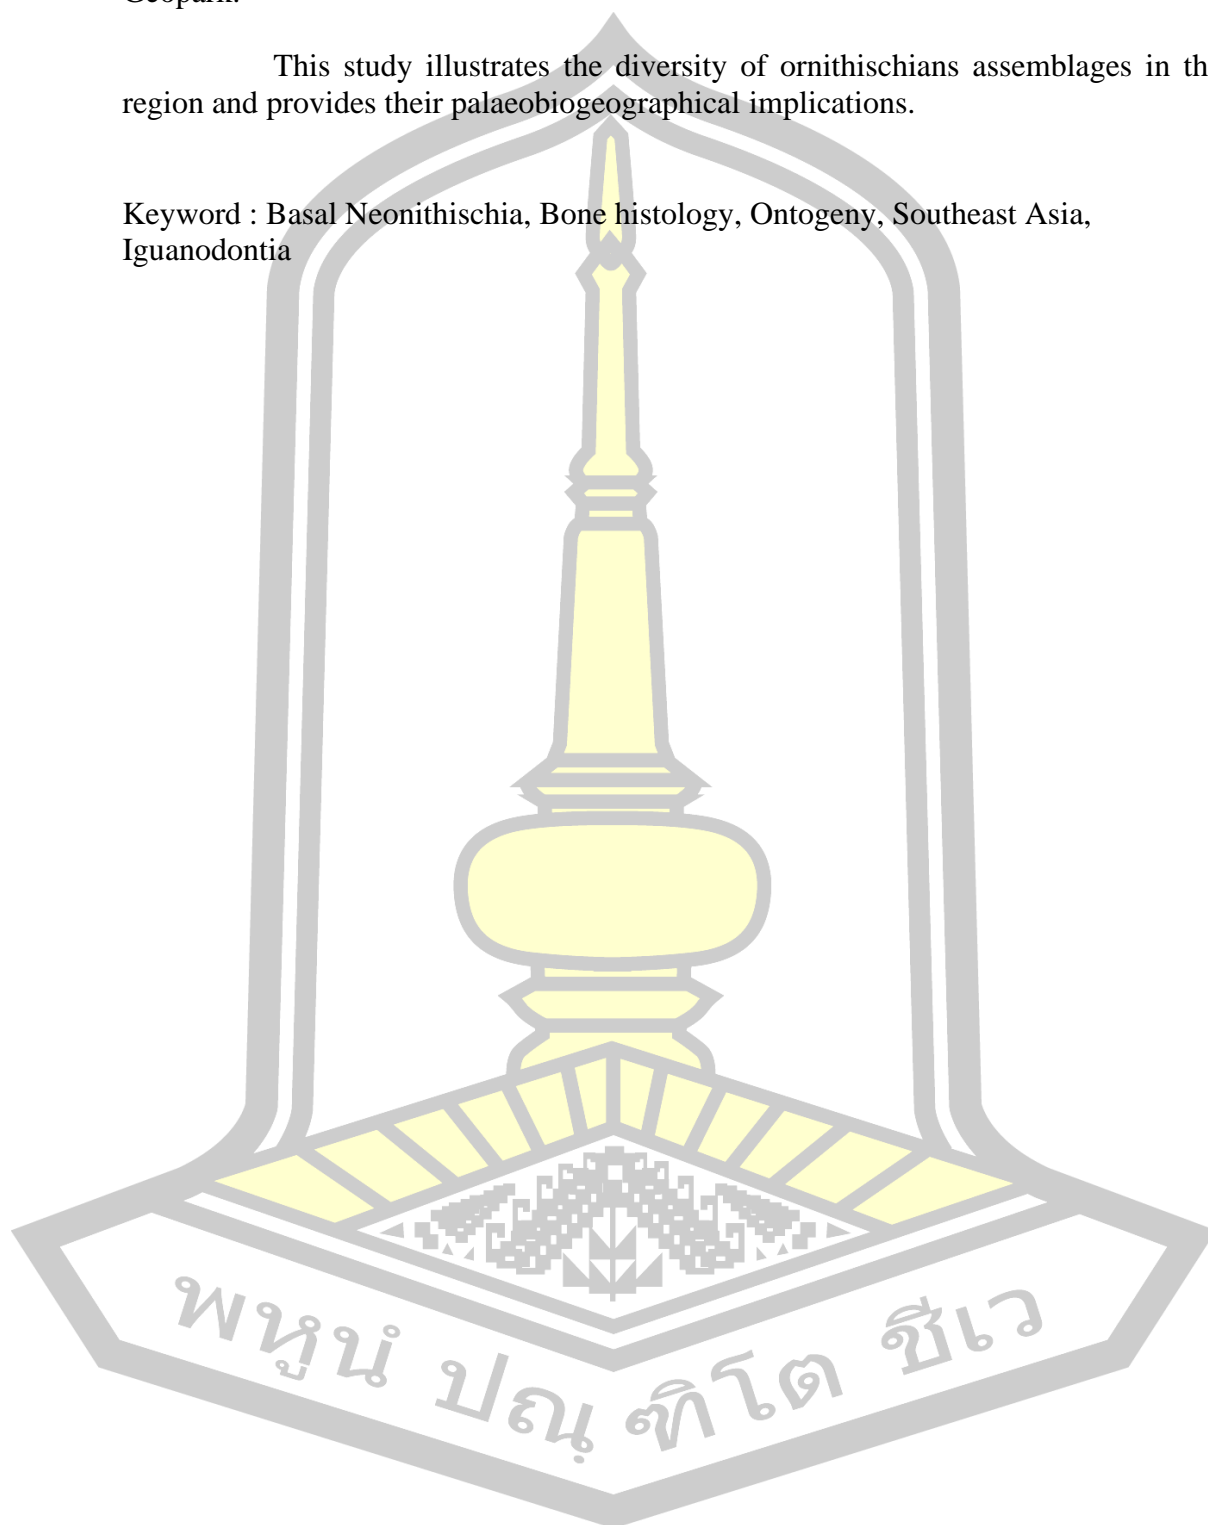 Geopark.
This study illustrates the diversity of ornithischians assemblages in th
region and provides their palaeobiogeographical implications.
Keyword : Basal Neonithischia, Bone histology, Ontogeny, Southeast Asia,
Iguanodontia
พหูนํ ปณฺฑิโต ชีเว